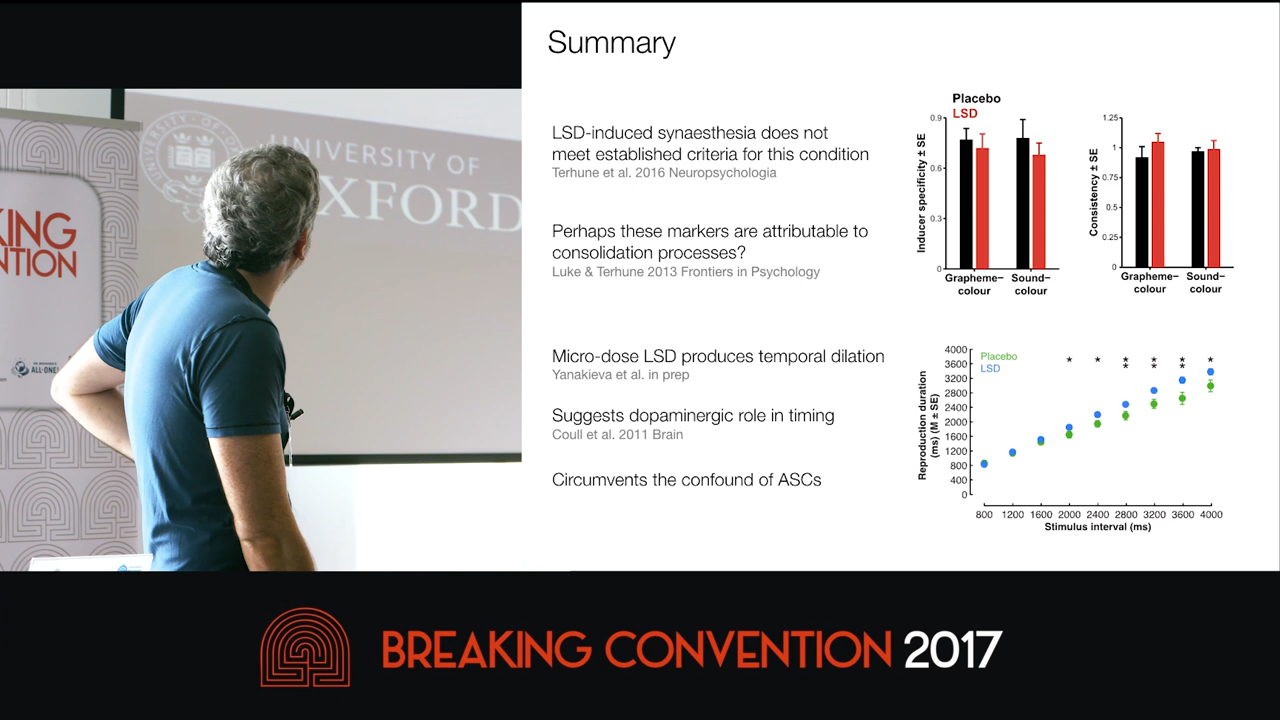 Summary
LSD-induced synaesthesia does not
meet established criteria for this condition
Terhune et al. 2016 Neuropsychologia
Perhaps these markers are attributable to
consolidation processes?
Luke & Terhune 2013 Frontiers in Psychology
Micro-dose LSD produces temporal dilation
Yanakieva et al. in prep
Suggests dopaminergic role in timing
Coull et al. 2011 Brain
Circumvents the confound of ASCs
Placebo
LSD
Inducer specificity ± SE
0.9
0.6
0.3
0
Grapheme–
colour
Sound–
colour
Consistency ± SE
1.25
1
0.75
0.5
0.25
0
Grapheme–
colour
Sound–
colour
Placebo
LSD
Reproduction duration
(ms) (M ± SE)
4000
3600
3200
2800
2400
2000
1600
1200
800
400
0
* * * * * *
* * *
800 1200 1600 2000 2400 2800 3200 3600 4000
Stimulus interval (ms)
UNIVERSITY OF
XFORD
KING
NTION
ALL-ONE!
BREAKING CONVENTION 2017